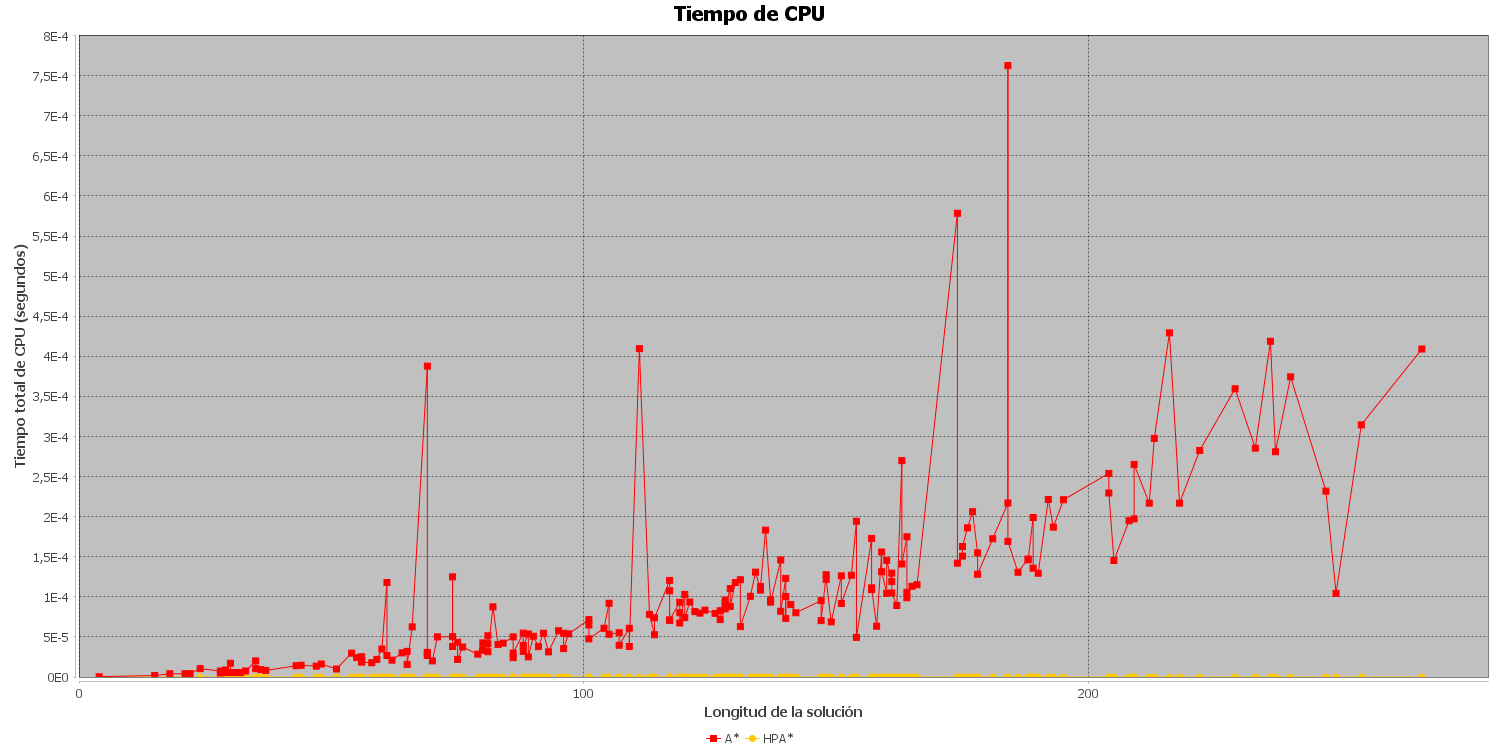 Tiempo de CPU
Tiempo total de CPU (segundos)
8E-4
7,5E-4
7E-4
6,5E-4
6E-4
5,5E-4
5E-4
4,5E-4
4E-4
3,5E-4
3E-4
2,5E-4
2E-4
1,5E-4
1E-4
5E-5
0E0
0 100 200
Longitud de la solución
A* HPA*